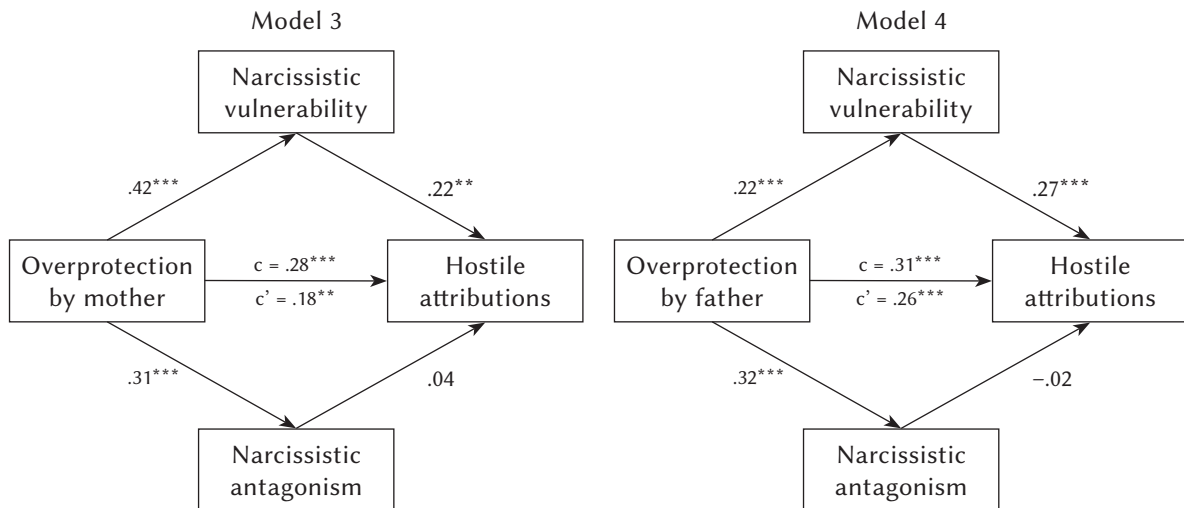 Model 3
Narcissistic
vulnerability
.42***
.22**
Overprotection
by mother
c = .28***
c’ = .18**
Hostile
attributions
.31***
.04
Narcissistic
antagonism
Model 4
Narcissistic
vulnerability
.22***
.27***
Overprotection
by father
c = .31***
c’ = .26***
Hostile
attributions
.32***
−.02
Narcissistic
antagonism